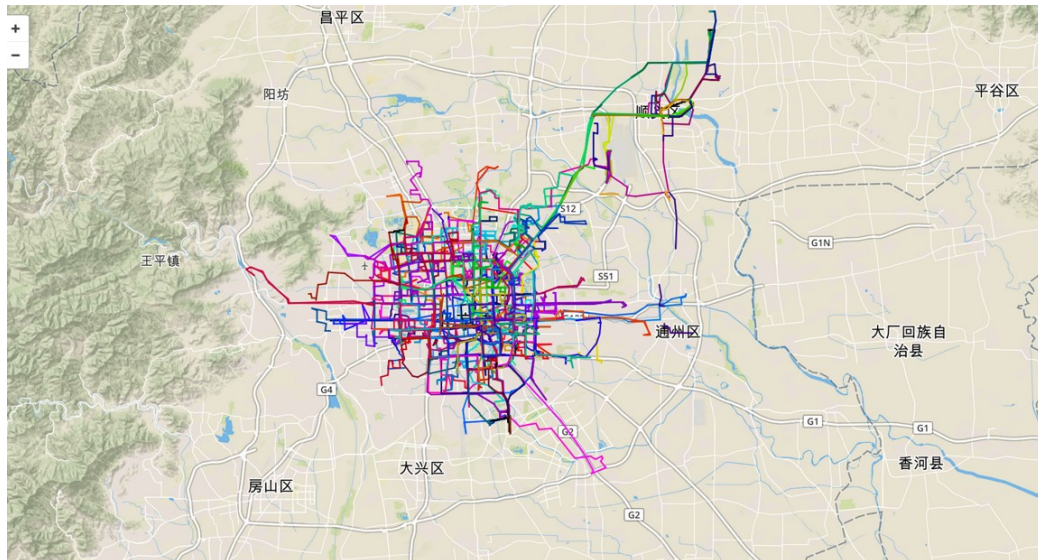 +
昌平区
−
阳坊
平谷区
S12
G1N
王平镇
S51
通州区
大厂回族自
治县
G4
G2
G1
G1
香河县
大兴区
房山区
G2